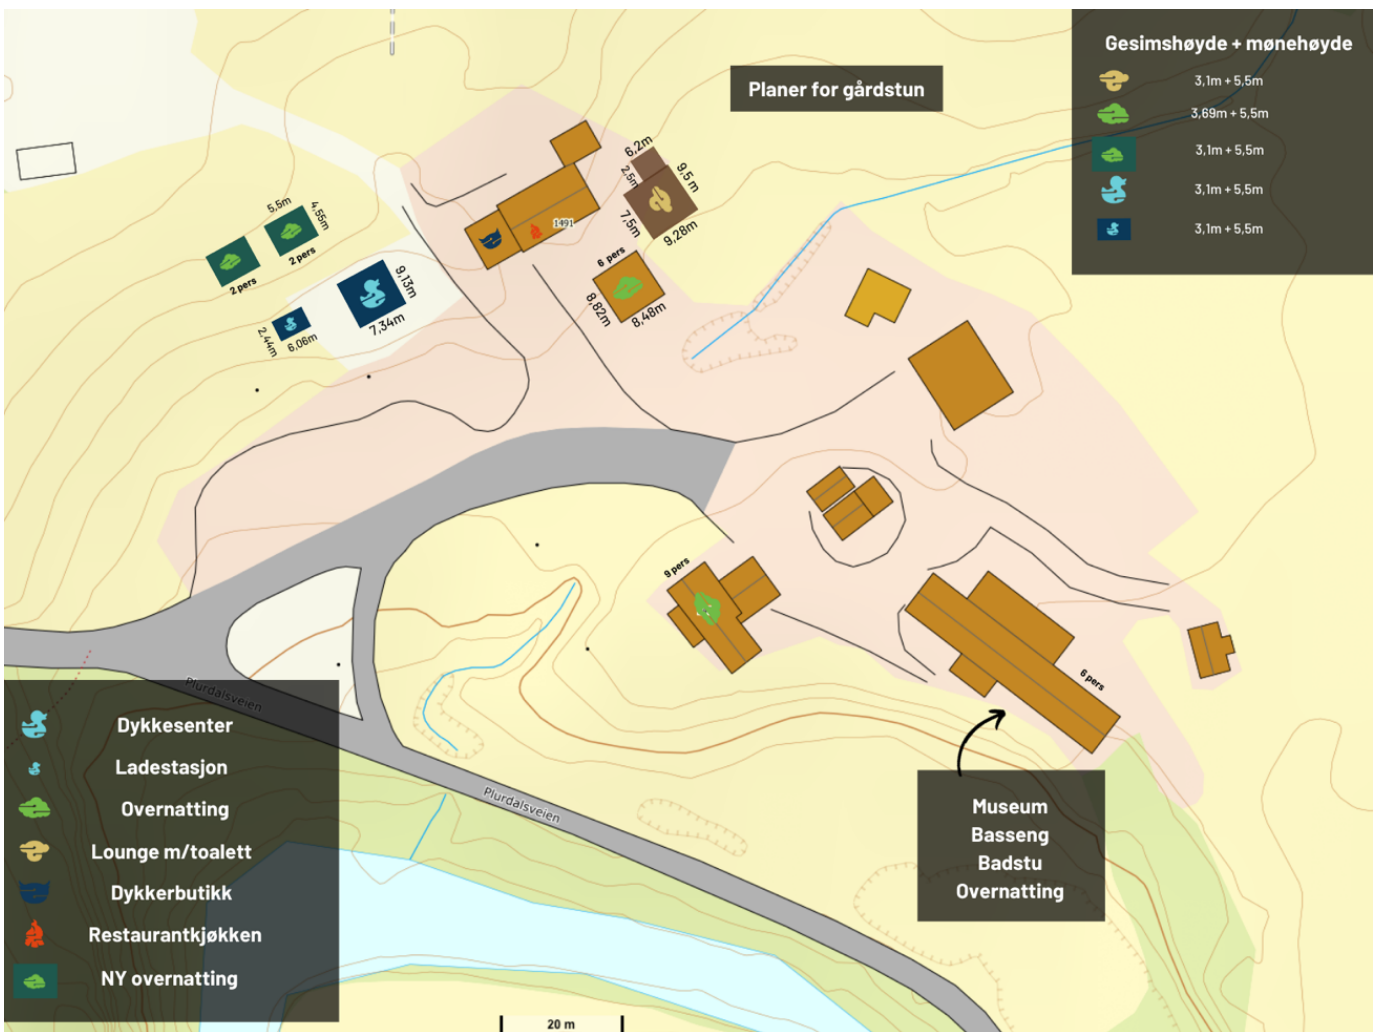 Planer for gårdstun
Gesimshøyde + mønehøyde
3,1m + 5,5m
3,69m + 5,5m
3,1m + 5,5m
3,1m + 5,5m
3,1m + 5,5m
6,2m
2,5m
9,5 m
7,5m
9,28m
1491
5,5m
4,55m
2 pers
2 pers
9,13m
7,34m
2,44m
6,06m
6 pers
8,82m
8,48m
9 pers
6 pers
Plurdalsveien
Dykkesenter
Ladestasjon
Overnatting
Lounge m/toalett
Dykkerbutikk
Restaurantkjøkken
NY overnatting
Plurdalsveien
Museum
Basseng
Badstu
Overnatting
20 m